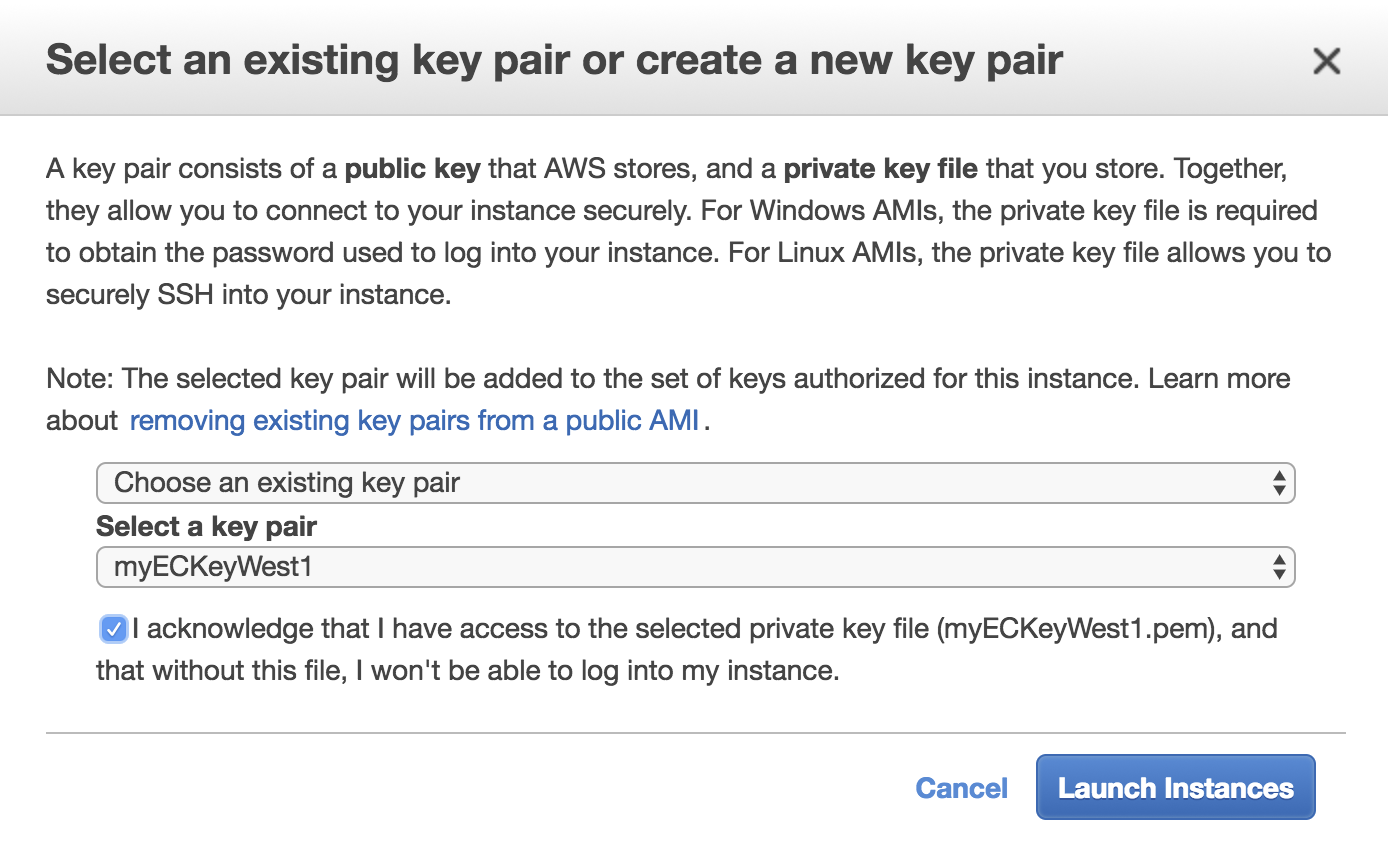 Select an existing key pair or create a new key pair
A key pair consists of a public key that AWS stores, and a private key file that you store. Together,
they allow you to connect to your instance securely. For Windows AMIs, the private key file is required
to obtain the password used to log into your instance. For Linux AMIs, the private key file allows you to
securely SSH into your instance.
Note: The selected key pair will be added to the set of keys authorized for this instance. Learn more
about removing existing key pairs from a public AMI.
Choose an existing key pair
Select a key pair
myECKeyWest1
I acknowledge that I have access to the selected private key file (myECKeyWest1.pem), and
that without this file, I won't be able to log into my instance.
Cancel Launch Instances